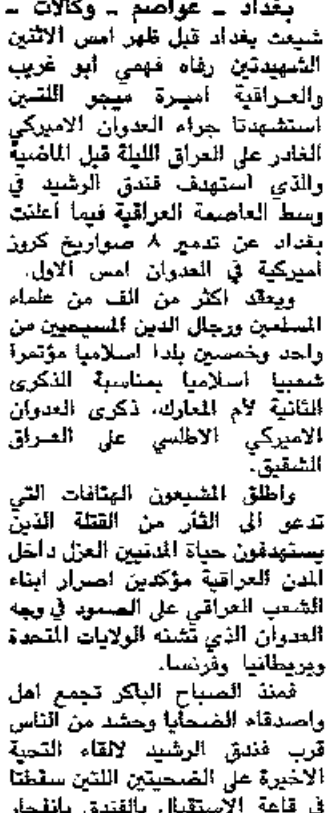 بغداد ـ عواصم ـ وكالات ـ
شيعت بغداد قبل ظهر امس الاثنين
الشهيدتين رفاه فهمي ابو غريب
والعراقية اميرة ميجو اللتين
استشهدتا جراء العدوان الاميركي
الغادر على العراق الليلة قبل الماضية
والذي استهدف فندق الرشيد في
وسط العاصمة العراقية فيما اعلنت
بغداد عن تدمير ٨ صواريخ كروز
اميركية في العدوان امس الاول.
ويعقد اكثر من الف من علماء
المسلمين ورجال الدين المسيحيين من
واحد وخمسين بلدا اسلاميا مؤتمرا
شعبيا اسلاميا بمناسبة الذكرى
الثانية لأم المعارك، ذكرى العدوان
الاميركي الاطلسي على العراق
الشقيق.
واطلق المشيعون الهتافات التي
تدعو الى الثأر من القتلة الذين
يستهدفون حياة المدنيين العزل داخل
المدن العراقية مؤكدين اصرار ابناء
الشعب العراقي على الصمود في وجه
العدوان الذي تشنه الولايات المتحدة
وبريطانيا وفرنسا.
فمنذ الصباح الباكر تجمع اهل
واصدقاء الضحايا وحشد من الناس
قرب فندق الرشيد لالقاء التحية
الاخيرة على الضحيتين اللتين سقطتا
في قاعة الاستقبال بالفندق بانفجار